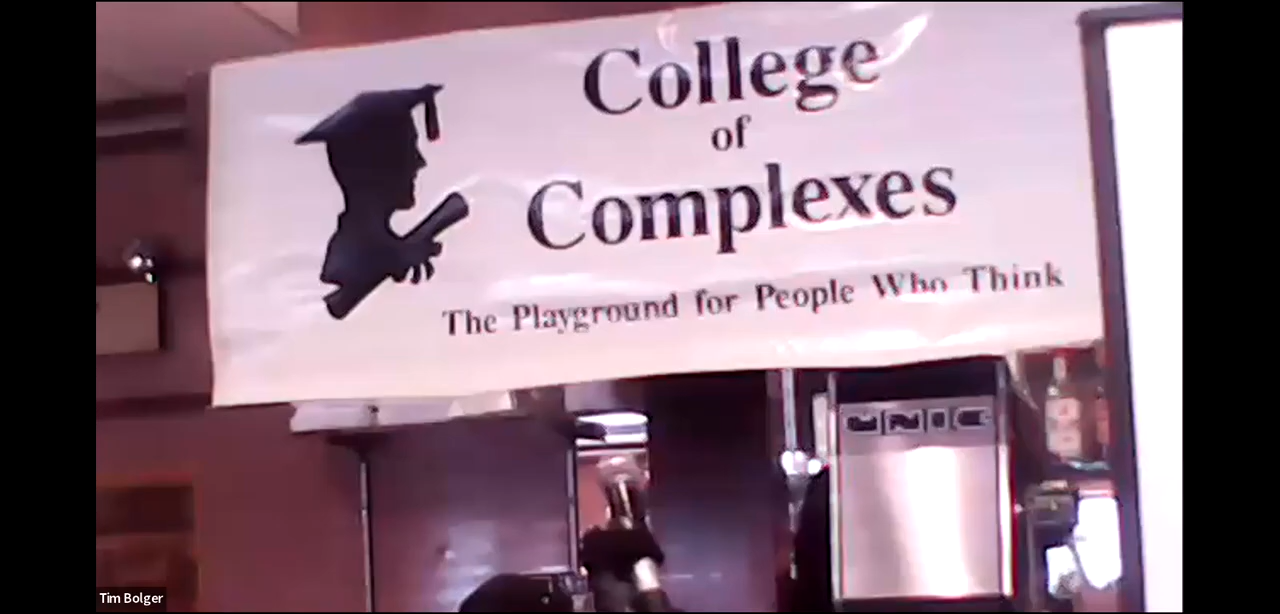 College
of
Complexes
The Playground for People Who Think
UNIC
Tim Bolger